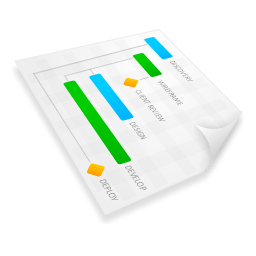 DISCOVERY
WIREFRAME
CLIENT REVIEW
DESIGN
DEVELOP
DEPLOY